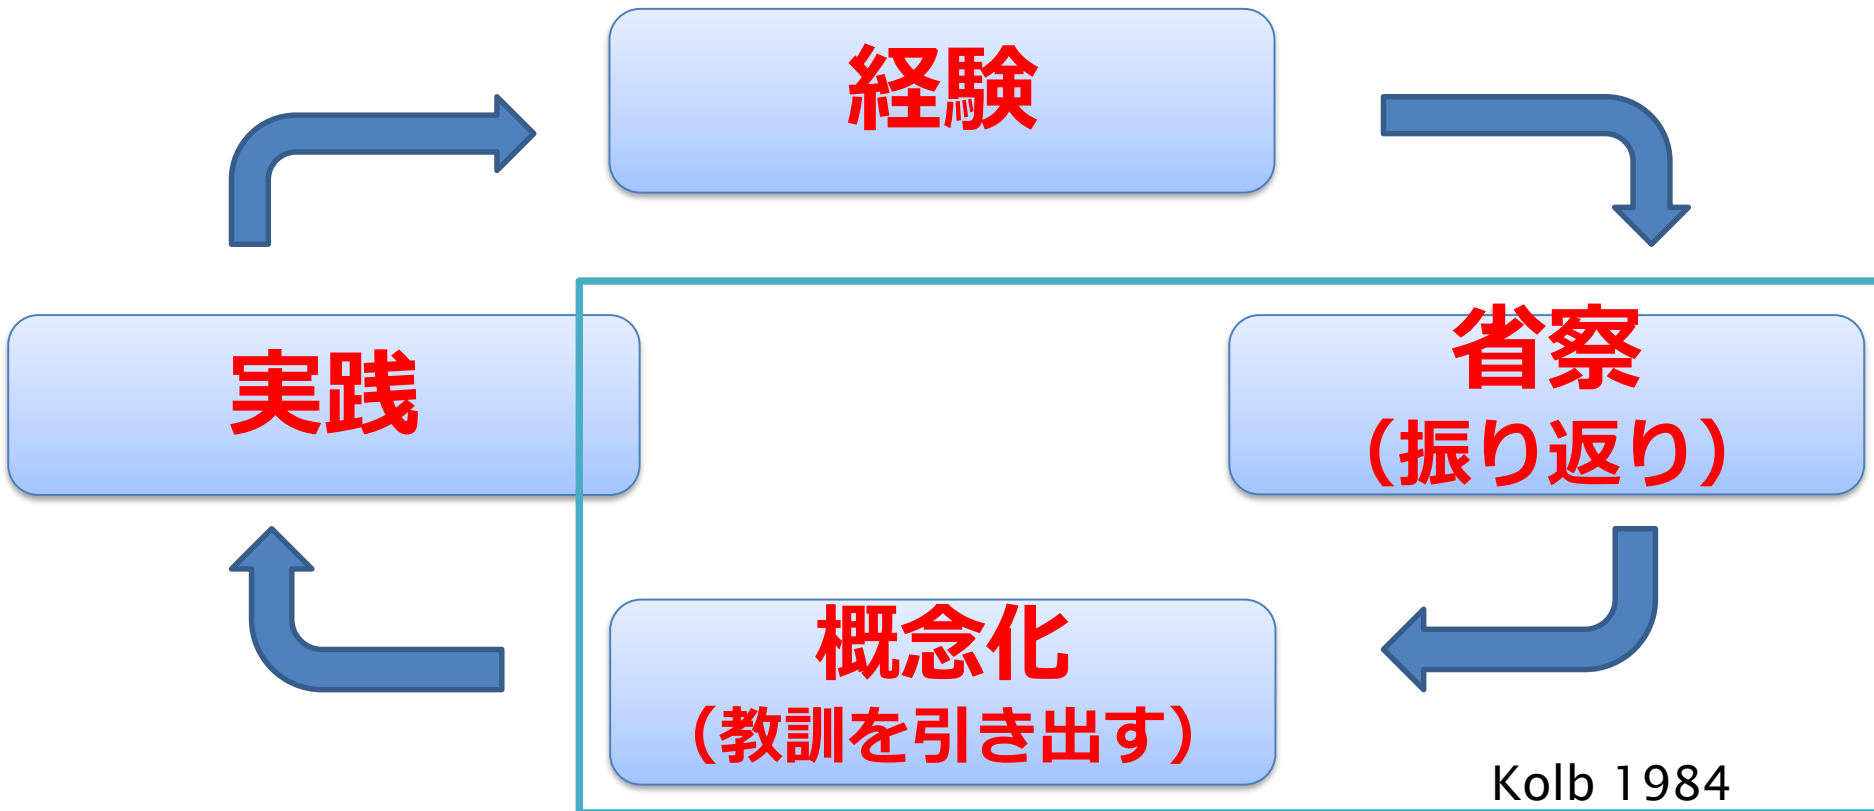 経験
実践
省察
（振り返り）
概念化
（教訓を引き出す）
Kolb 1984